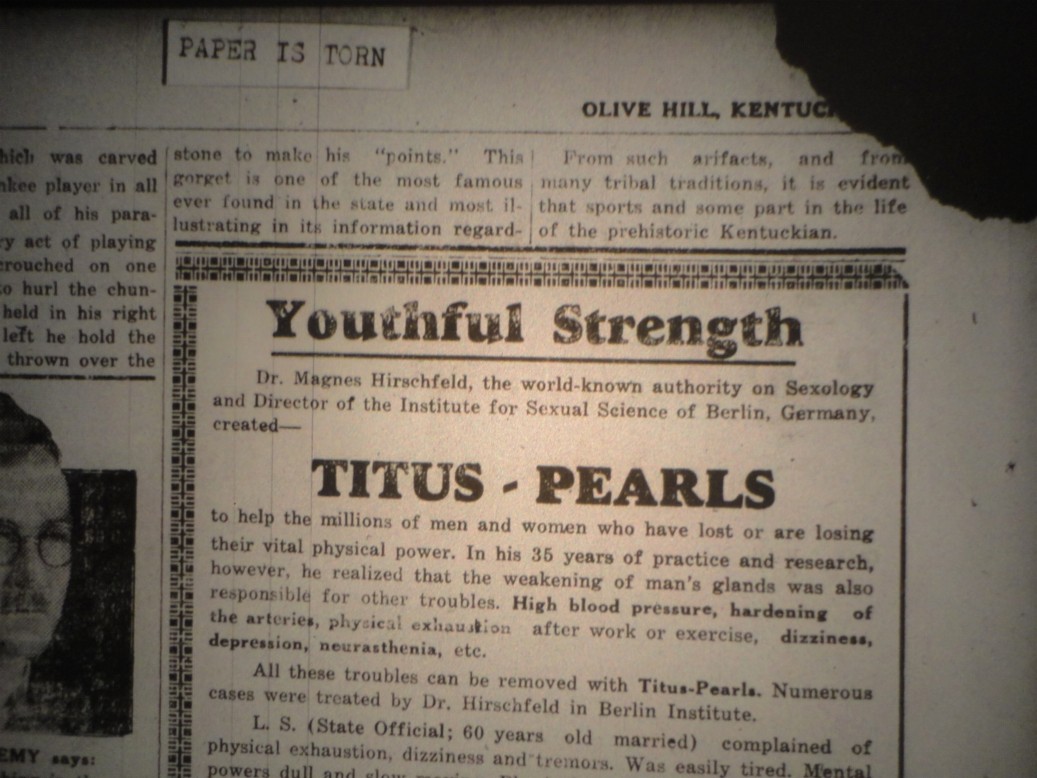 PAPER IS TORN
OLIVE HILL, KENTUC
hich was carved
nkee player in all
all of his para-
ry act of playing
crouched on one
to hurl the chun-
held in his right
left he hold the
thrown over the
EMY says:
stone to make his "points." This
gorget is one of the most famous
ever found in the state and most il-
lustrating in its information regard-
From such arifacts, and from
many tribal traditions, it is evident
that sports and some part in the life
of the prehistoric Kentuckian.
Youthful Strength
Dr. Magnes Hirschfeld, the world-known authority on Sexology
and Director of the Institute for Sexual Science of Berlin, Germany,
created—
TITUS - PEARLS
to help the millions of men and women who have lost or are losing
their vital physical power. In his 35 years of practice and research,
however, he realized that the weakening of man's glands was also
responsible for other troubles. High blood pressure, hardening of
the arteries, physical exhaustion after work or exercise, dizziness,
depression, neurasthenia, etc.
All these troubles can be removed with Titus-Pearls. Numerous
cases were treated by Dr. Hirschfeld in Berlin Institute.
L. S. (State Official; 60 years old married) complained of
physical exhaustion, dizziness and tremors. Was easily tired. Mental
powers dull and slow